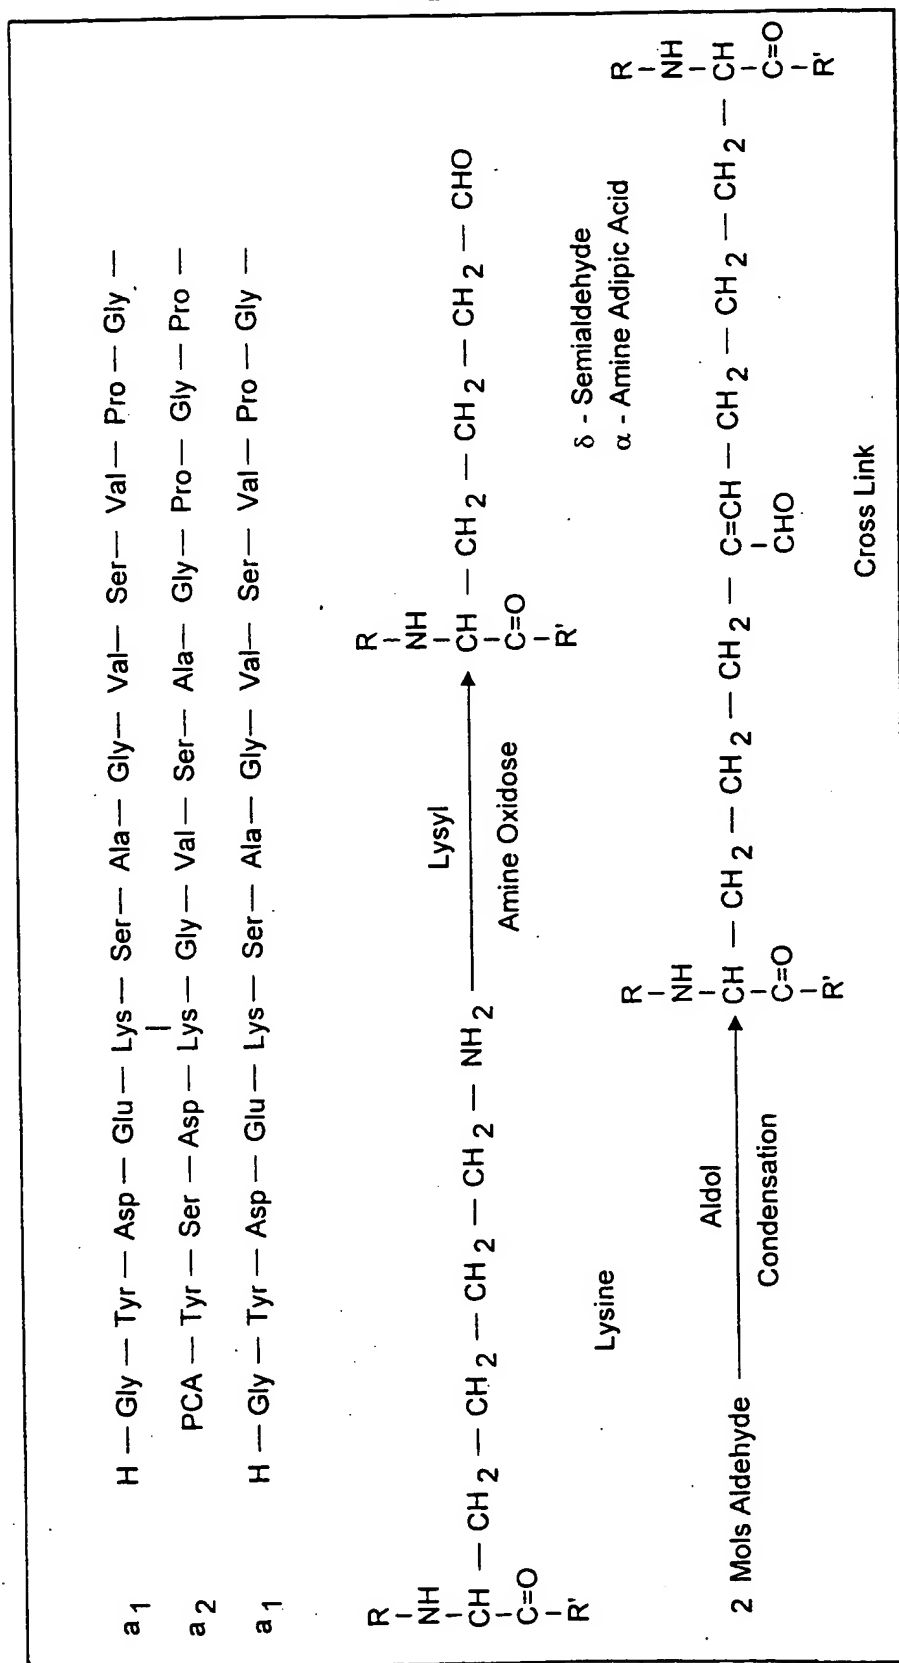 a1 H — Gly — Tyr — Asp — Glu — Lys — Ser — Ala — Gly — Val — Ser — Val — Pro — Gly —
a2 PCA — Tyr — Ser — Asp — Lys — Gly — Val — Ser — Ala — Gly — Pro — Gly — Pro —
a1 H — Gly — Tyr — Asp — Glu — Lys — Ser — Ala — Gly — Val — Ser — Val — Pro — Gly —
R R
NH Lysyl NH
CH — CH2 — CH2 — CH2 — CH2 — NH2 CH — CH2 — CH2 — CH2 — CHO
C=O Amine Oxidose C=O
R' R'
δ - Semialdehyde
Lysine α - Amine Adipic Acid
R R
NH NH
Aldol
2 Mols Aldehyde CH — CH2 — CH2 — CH2 — C=CH — CH2 — CH2 — CH2 — CH
Condensation C=O CHO C=O
R' R'
Cross Link